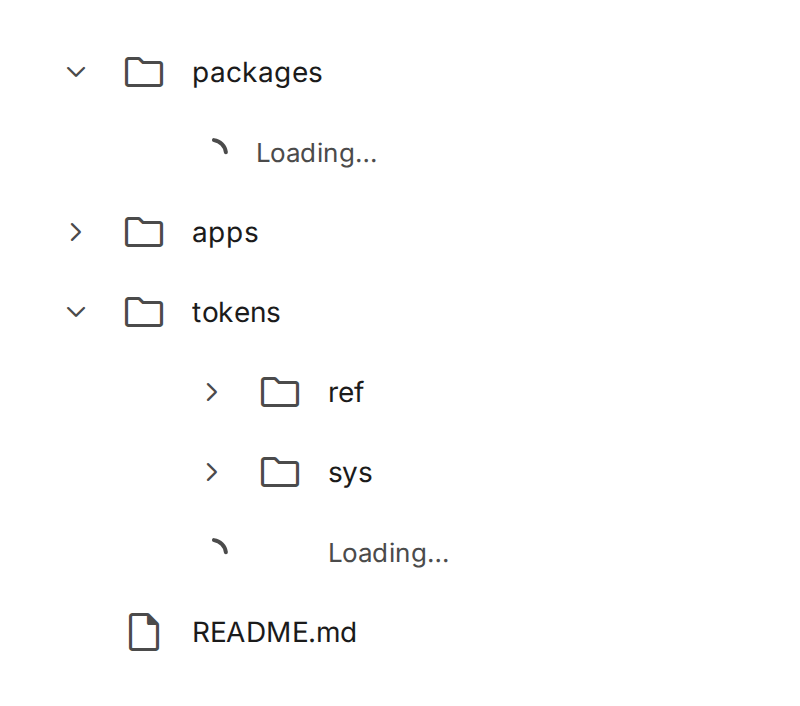 packages
Loading...
apps
tokens
ref
sys
Loading...
README.md